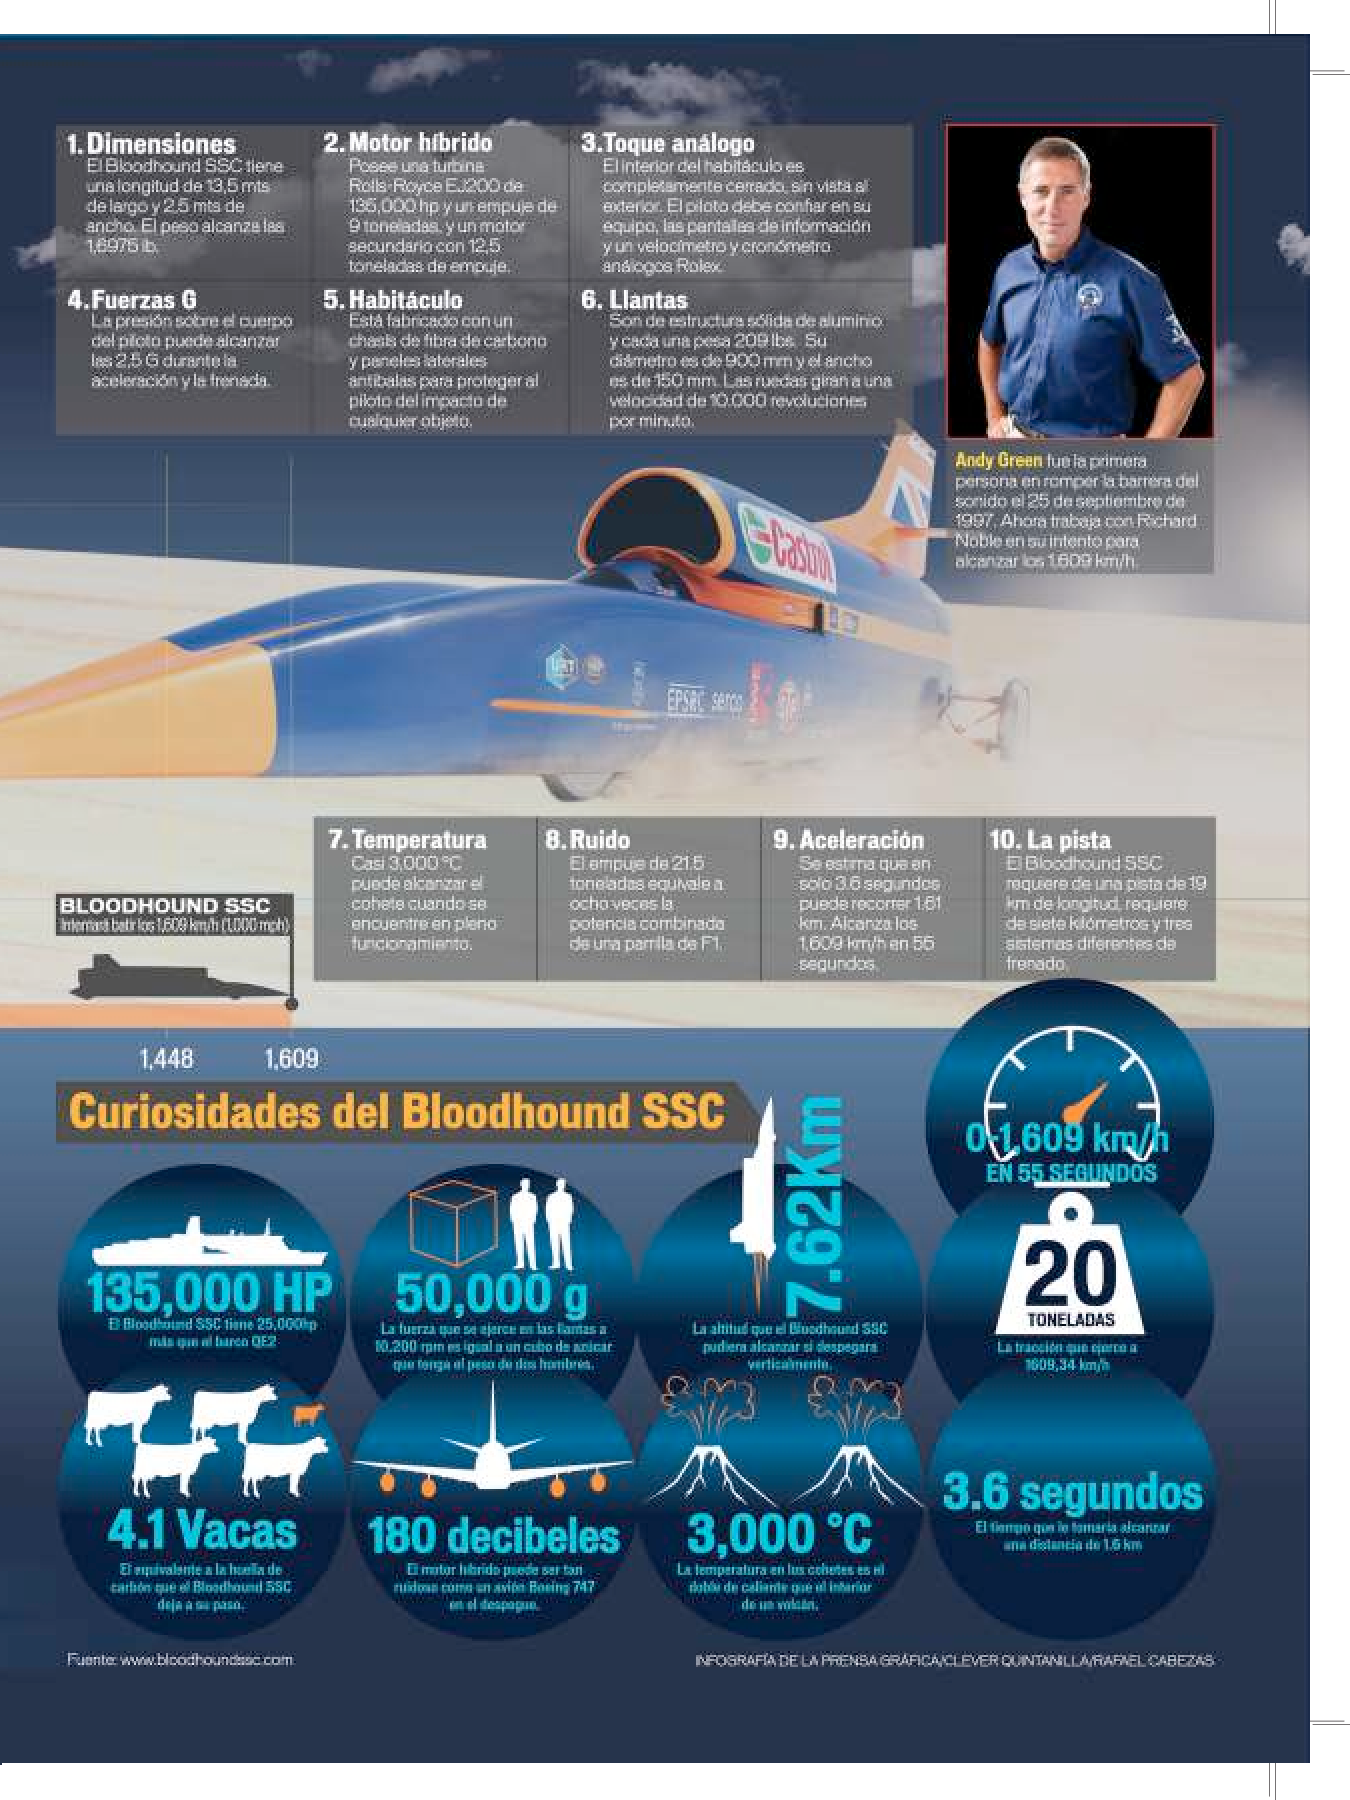 1. Dimensiones
El Bloodhound SSC tiene
una longitud de 13,5 mts
de largo y 2,5 mts de
ancho. El peso alcanza las
1,6975 lb.
2. Motor híbrido
Posee una turbina
Rolls-Royce EJ200 de
135,000 hp y un empuje de
9 toneladas, y un motor
secundario con 12,5
toneladas de empuje.
3. Toque análogo
El interior del habitáculo es
completamente cerrado, sin vista al
exterior. El piloto debe confiar en su
equipo, las pantallas de información
y un velocímetro y cronómetro
análogos Rolex.
4. Fuerzas G
La presión sobre el cuerpo
del piloto puede alcanzar
las 2,5 G durante la
aceleración y la frenada.
5. Habitáculo
Está fabricado con un
chasis de fibra de carbono
y paneles laterales
antibalas para proteger al
piloto del impacto de
cualquier objeto.
6. Llantas
Son de estructura sólida de aluminio
y cada una pesa 209 lbs. Su
diámetro es de 900 mm y el ancho
es de 150 mm. Las ruedas giran a una
velocidad de 10,000 revoluciones
por minuto.
Andy Green fue la primera
persona en romper la barrera del
sonido el 25 de septiembre de
1997. Ahora trabaja con Richard
Noble en su intento para
alcanzar los 1,609 km/h.
Castrol
EPSRC serco
7. Temperatura
Casi 3,000 °C
puede alcanzar el
cohete cuando se
encuentre en pleno
funcionamiento.
8. Ruido
El empuje de 21.5
toneladas equivale a
ocho veces la
potencia combinada
de una parrilla de F1.
9. Aceleración
Se estima que en
solo 3.6 segundos
puede recorrer 1.61
km. Alcanza los
1,609 km/h en 55
segundos.
10. La pista
El Bloodhound SSC
requiere de una pista de 19
km de longitud, requiere
de siete kilómetros y tres
sistemas diferentes de
frenado.
BLOODHOUND SSC
Intentará batir los 1,609 km/h (1,000 mph)
1,448 1,609
Curiosidades del Bloodhound SSC
0-1,609 km/h
EN 55 SEGUNDOS
135,000 HP
El Bloodhound SSC tiene 25,000hp
más que el barco QE2
50,000 g
La fuerza que se ejerce en las llantas a
10,200 rpm es igual a un cubo de azúcar
que tenga el peso de dos hombres.
7.62Km
La altitud que el Bloodhound SSC
pudiera alcanzar si despegara
verticalmente.
20
TONELADAS
La tracción que ejerce a
1609,34 km/h
4.1 Vacas
El equivalente a la huella de
carbón que el Bloodhound SSC
deja a su paso.
180 decibeles
El motor híbrido puede ser tan
ruidoso como un avión Boeing 747
en el despegue.
3,000 °C
La temperatura en los cohetes es el
doble de caliente que el interior
de un volcán.
3.6 segundos
El tiempo que le tomaría alcanzar
una distancia de 1.6 km
Fuente: www.bloodhoundssc.com
INFOGRAFÍA DE LA PRENSA GRÁFICA/CLEVER QUINTANILLA/RAFAEL CABEZAS